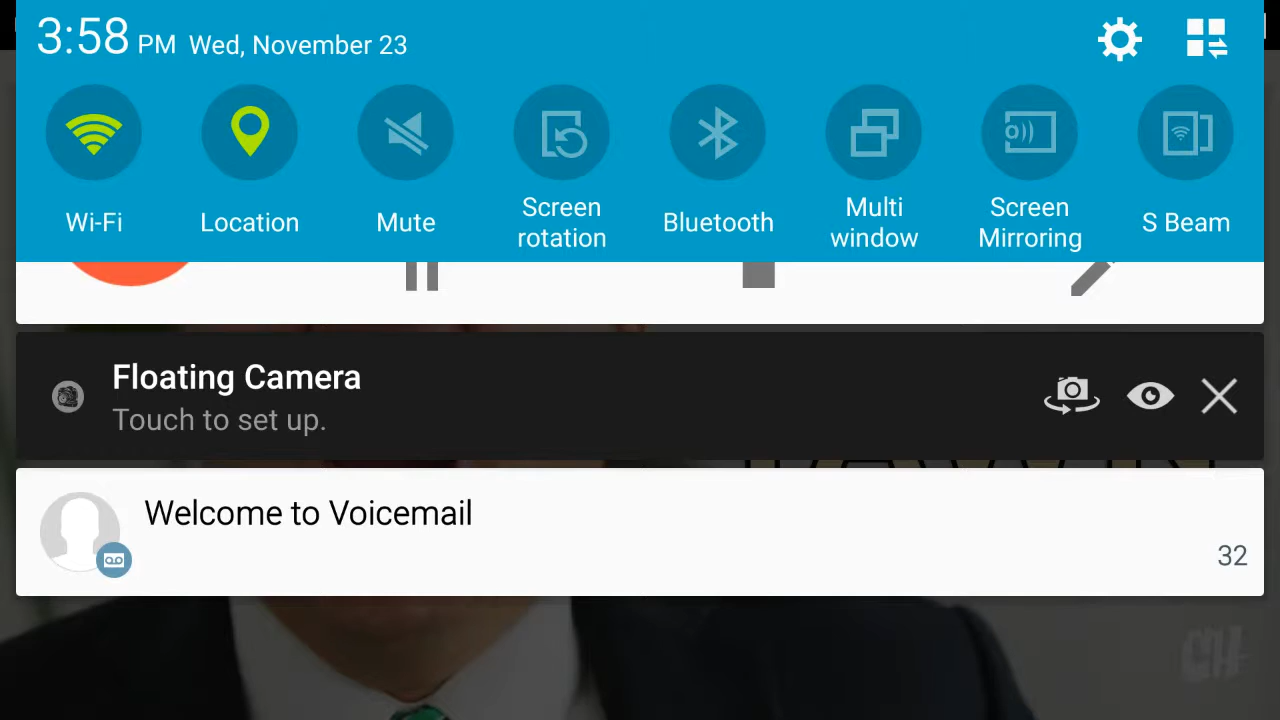 3:58 PM Wed, November 23
Wi-Fi
Location
Mute
Screen
rotation
Bluetooth
Multi
window
Screen
Mirroring
S Beam
Floating Camera
Touch to set up.
Welcome to Voicemail
32
CH